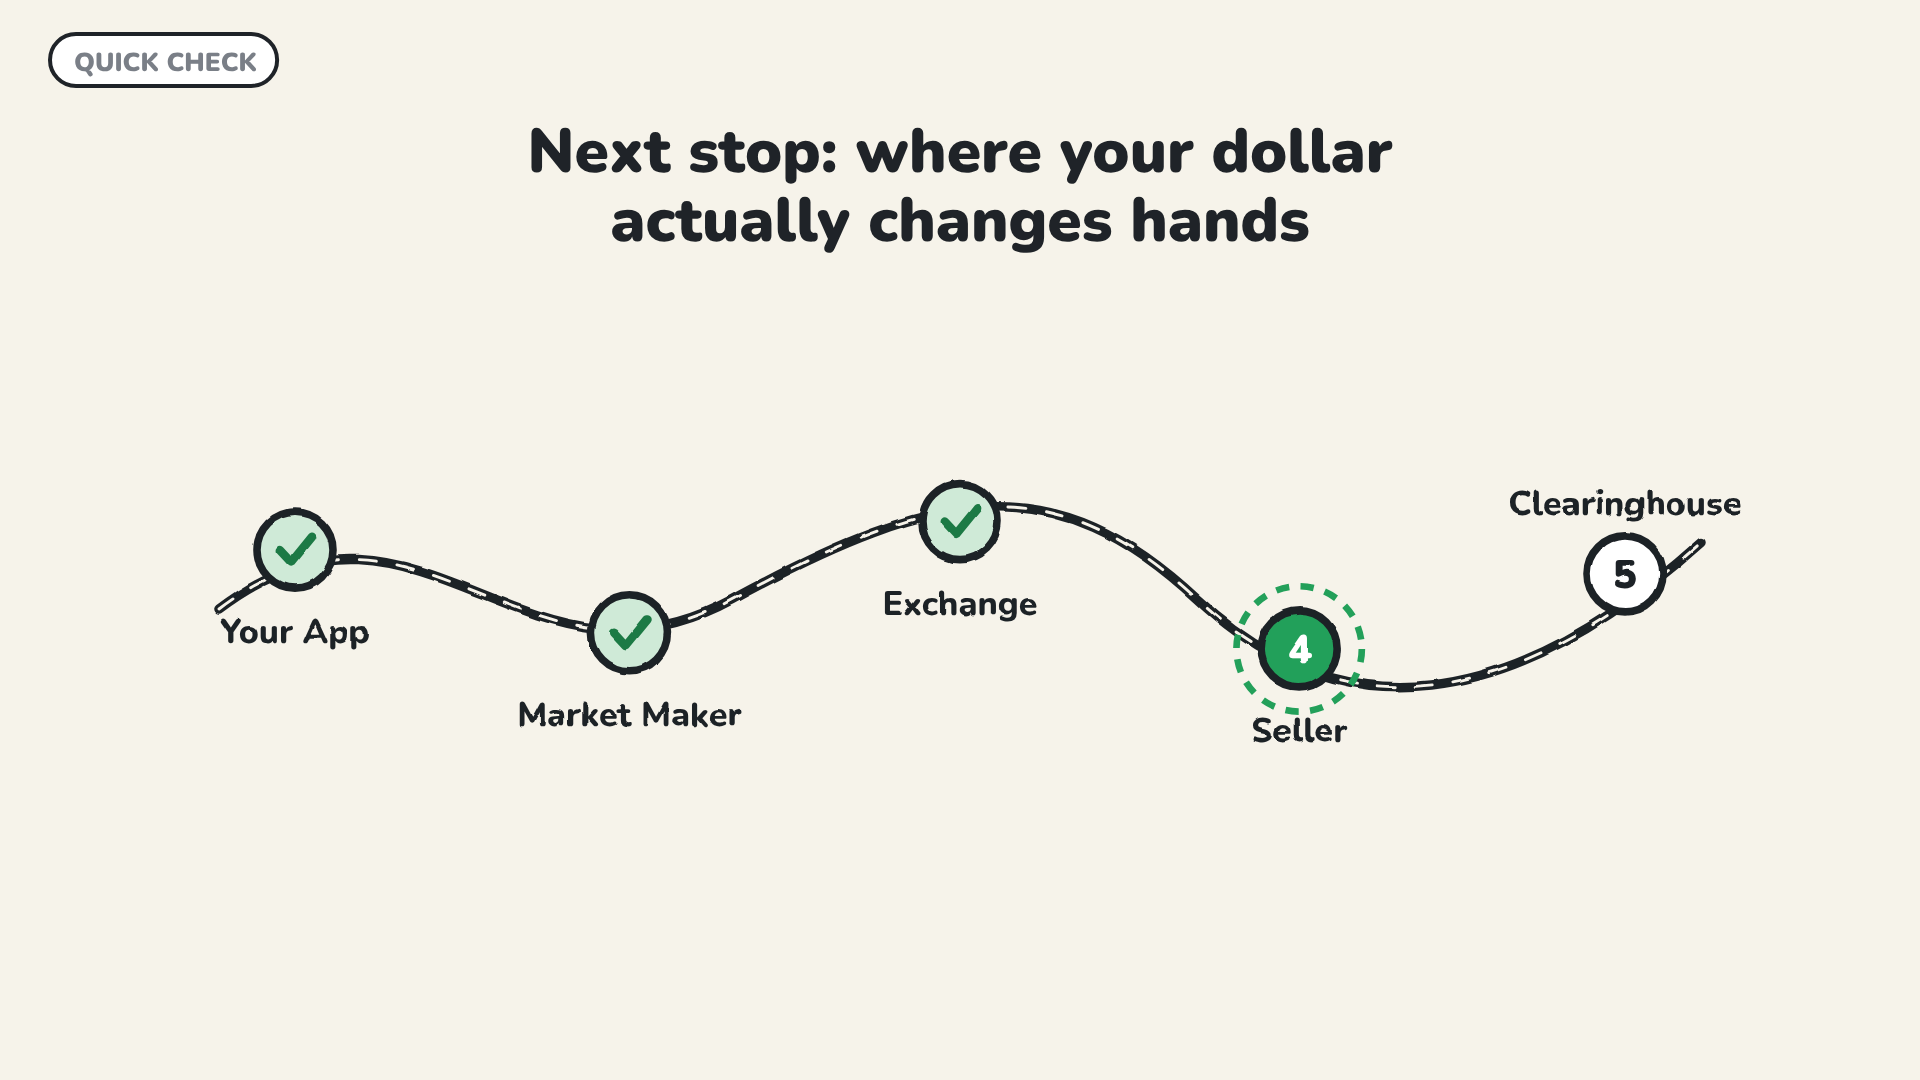 QUICK CHECK
Next stop: where your dollar
actually changes hands
Your App
Market Maker
Exchange
4
Seller
Clearinghouse
5